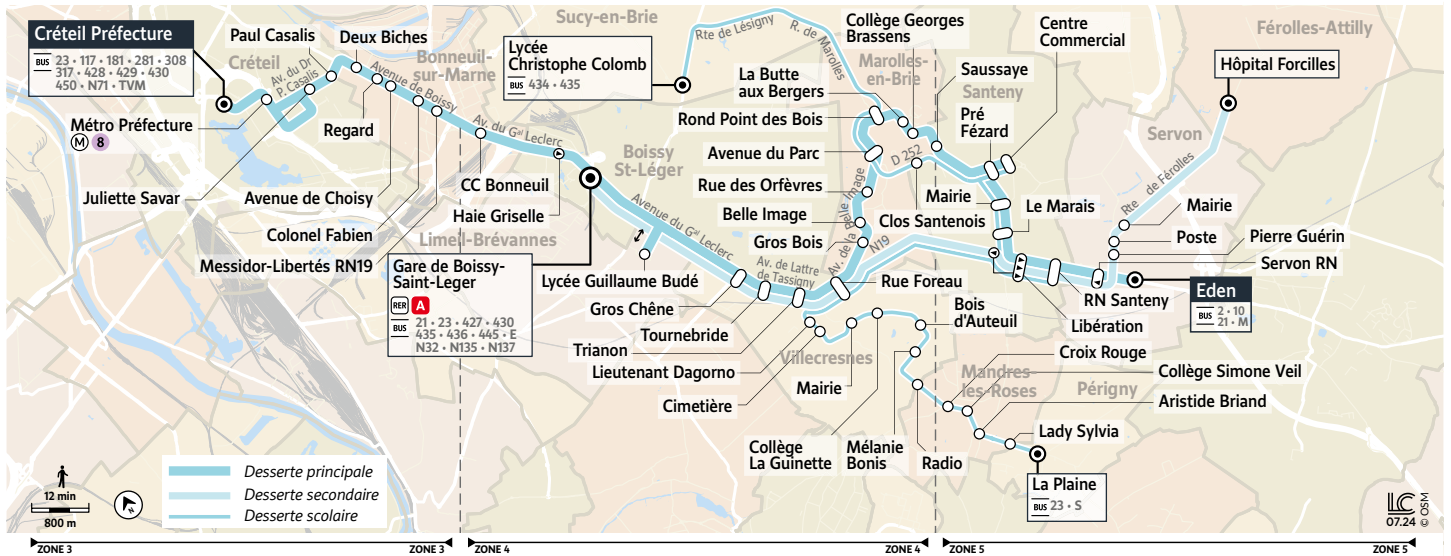 Créteil Préfecture
BUS 23 • 117 • 181 • 281 • 308
317 • 428 • 429 • 430
450 • N71 • TVM
Paul Casalis
Deux Biches
Créteil
Av. du Dr
P. Casalis
Bonneuil-
sur-Marne
Avenue de Boissy
Métro Préfecture
M 8
Regard
Juliette Savar
Avenue de Choisy
Colonel Fabien
Messidor-Libertés RN19
Av. du Gal Leclerc
CC Bonneuil
Haie Griselle
Limeil-Brévannes
Gare de Boissy-
Saint-Leger
RER A
BUS 21 • 23 • 427 • 430
435 • 436 • 445 • E
N32 • N135 • N137
Sucy-en-Brie
Lycée
Christophe Colomb
BUS 434 • 435
Rte de Lésigny
R. de Marolles
Boissy
St-Léger
Avenue du Gal Leclerc
Lycée Guillaume Budé
Gros Chêne
Tournebride
Trianon
Lieutenant Dagorno
Cimetière
Av. de Lattre
de Tassigny
Collège Georges
Brassens
Marolles-
en-Brie
La Butte
aux Bergers
Rond Point des Bois
Avenue du Parc
Rue des Orfèvres
Belle Image
Gros Bois
Av. de la Belle Image
N19
D 252
Centre
Commercial
Saussaye
Santeny
Pré
Fézard
Mairie
Clos Santenois
Le Marais
Rue Foreau
Villecresnes
Mairie
Collège
La Guinette
Mélanie
Bonis
Radio
Bois
d'Auteuil
Férolles-Attilly
Hôpital Forcilles
Servon
Rte
de Férolles
Mairie
Poste
Pierre Guérin
Servon RN
RN Santeny
Libération
Eden
BUS 2 • 10
21 • M
Croix Rouge
Mandres-
les-Roses
Collège Simone Veil
Périgny
Aristide Briand
Lady Sylvia
La Plaine
BUS 23 • S
12 min
800 m
Desserte principale
Desserte secondaire
Desserte scolaire
LC
07.24
© OSM
ZONE 3
ZONE 3
ZONE 4
ZONE 4
ZONE 5
ZONE 5